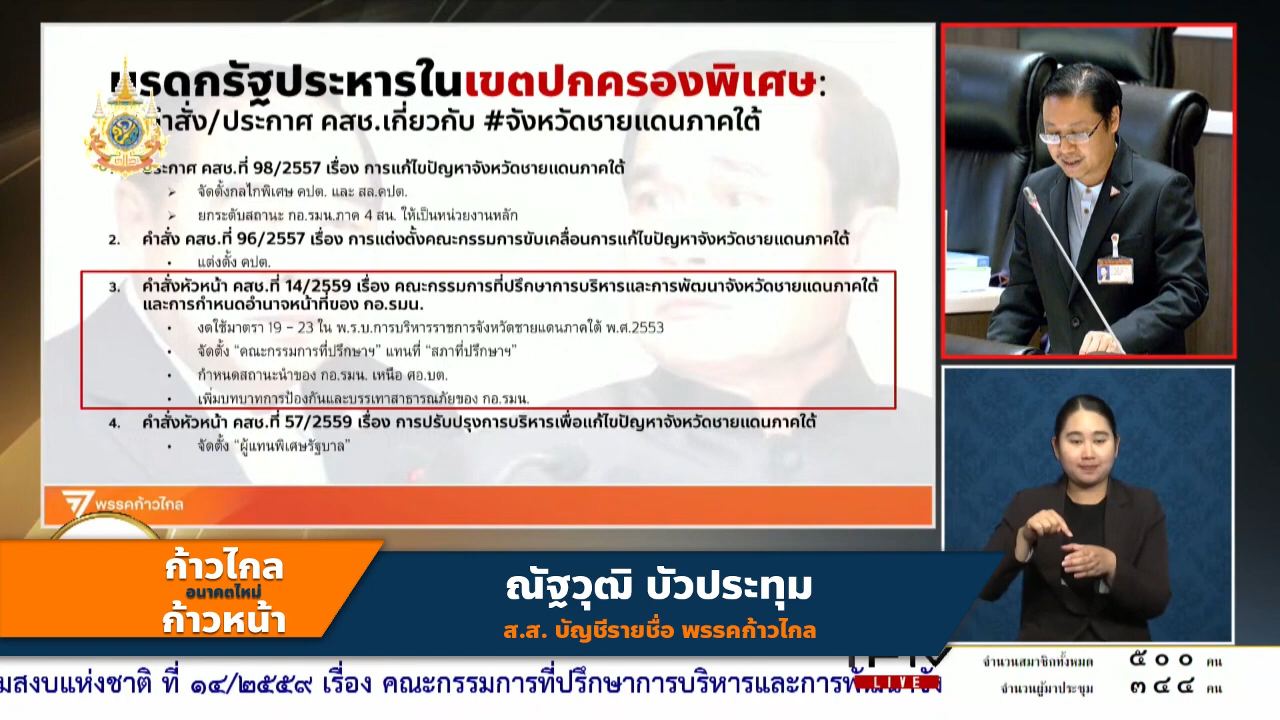 มรดกรัฐประหารในเขตปกครองพิเศษ:
คำสั่ง/ประกาศ คสช.เกี่ยวกับ #จังหวัดชายแดนภาคใต้
ประกาศ คสช.ที่ 98/2557 เรื่อง การแก้ไขปัญหาจังหวัดชายแดนภาคใต้
➢ จัดตั้งกลไกพิเศษ คปต. และ สล.คปต.
➢ ยกระดับสถานะ กอ.รมน.ภาค 4 สน. ให้เป็นหน่วยงานหลัก
2. คำสั่ง คสช.ที่ 96/2557 เรื่อง การแต่งตั้งคณะกรรมการขับเคลื่อนการแก้ไขปัญหาจังหวัดชายแดนภาคใต้
• แต่งตั้ง คปต.
3. คำสั่งหัวหน้า คสช.ที่ 14/2559 เรื่อง คณะกรรมการที่ปรึกษาการบริหารและการพัฒนาจังหวัดชายแดนภาคใต้
และการกำหนดอำนาจหน้าที่ของ กอ.รมน.
• งดใช้มาตรา 19 – 23 ใน พ.ร.บ.การบริหารราชการจังหวัดชายแดนภาคใต้ พ.ศ.2553
• จัดตั้ง “คณะกรรมการที่ปรึกษาฯ” แทนที่ “สภาที่ปรึกษาฯ”
• กำหนดสถานะนำของ กอ.รมน. เหนือ ศอ.บต.
• เพิ่มบทบาทการป้องกันและบรรเทาสาธารณภัยของ กอ.รมน.
4. คำสั่งหัวหน้า คสช.ที่ 57/2559 เรื่อง การปรับปรุงการบริหารเพื่อแก้ไขปัญหาจังหวัดชายแดนภาคใต้
• จัดตั้ง “ผู้แทนพิเศษรัฐบาล”
พรรคก้าวไกล
ก้าวไกล
อนาคตใหม่
ก้าวหน้า
ณัฐวุฒิ บัวประทุม
ส.ส. บัญชีรายชื่อ พรรคก้าวไกล
มสงบแห่งชาติ ที่ ๑๔/๒๕๕๙ เรื่อง คณะกรรมการที่ปรึกษาการบริหารและการพัฒนาจัง
LIVE
จำนวนสมาชิกทั้งหมด ๕๐๐ คน
จำนวนผู้มาประชุม ๓๔๔ คน